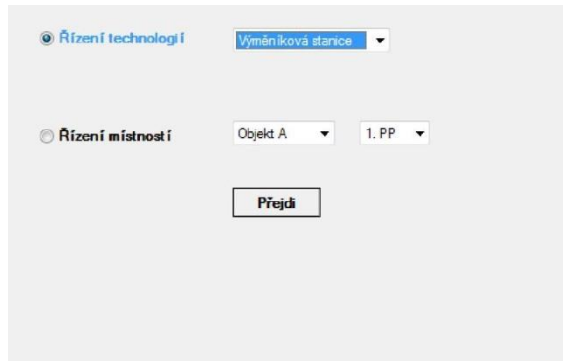 Řízení technologií Výměníková stanice
Řízení místností Objekt A 1. PP
Přejdi